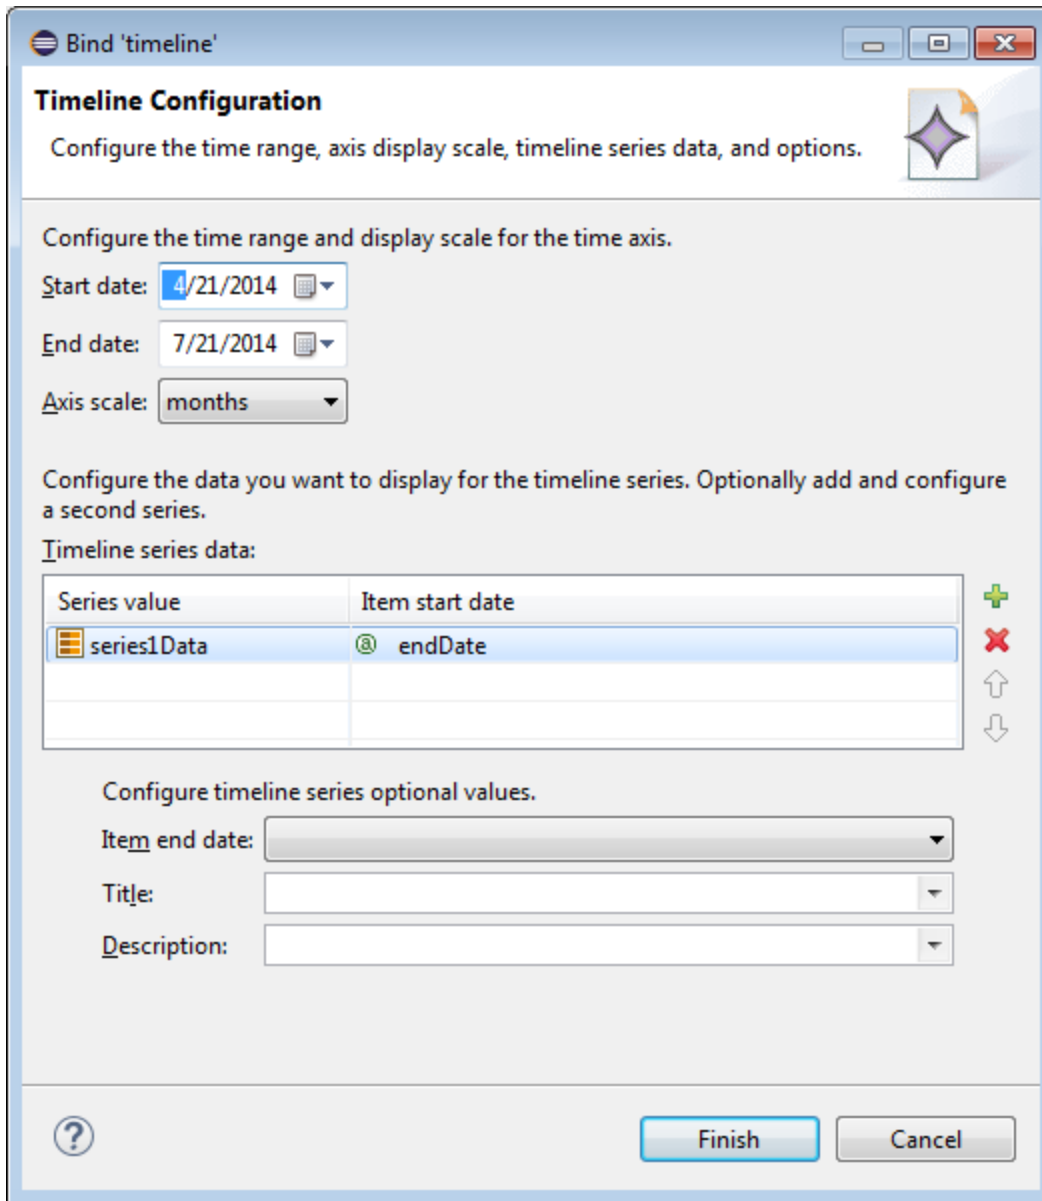 Bind 'timeline'
Timeline Configuration
Configure the time range, axis display scale, timeline series data, and options.
Configure the time range and display scale for the time axis.
Start date: 4/21/2014
End date: 7/21/2014
Axis scale: months
Configure the data you want to display for the timeline series. Optionally add and configure
a second series.
Timeline series data:
Series value Item start date
series1Data @ endDate
Configure timeline series optional values.
Item end date:
Title:
Description:
? Finish Cancel